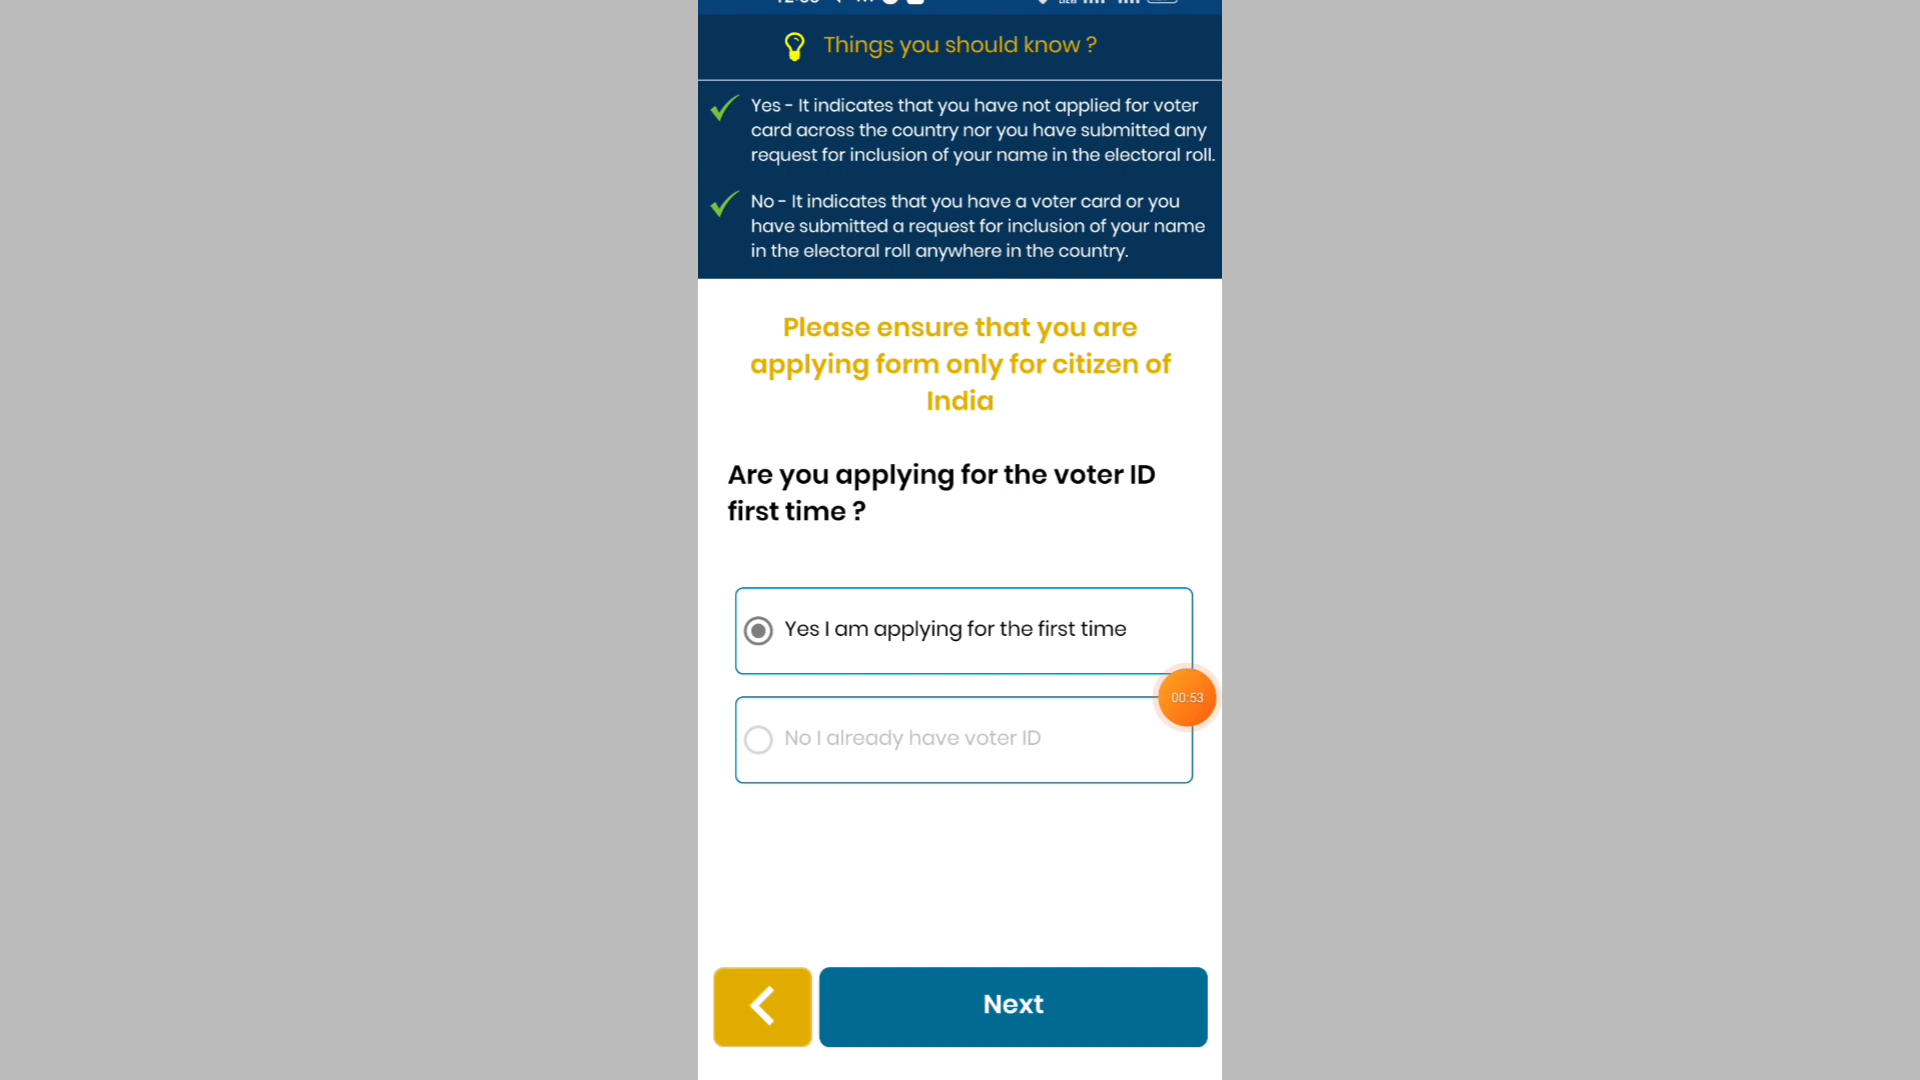 Things you should know ?
Yes - It indicates that you have not applied for voter
card across the country nor you have submitted any
request for inclusion of your name in the electoral roll.
No - It indicates that you have a voter card or you
have submitted a request for inclusion of your name
in the electoral roll anywhere in the country.
Please ensure that you are
applying form only for citizen of
India
Are you applying for the voter ID
first time ?
Yes I am applying for the first time
00:53
No I already have voter ID
Next